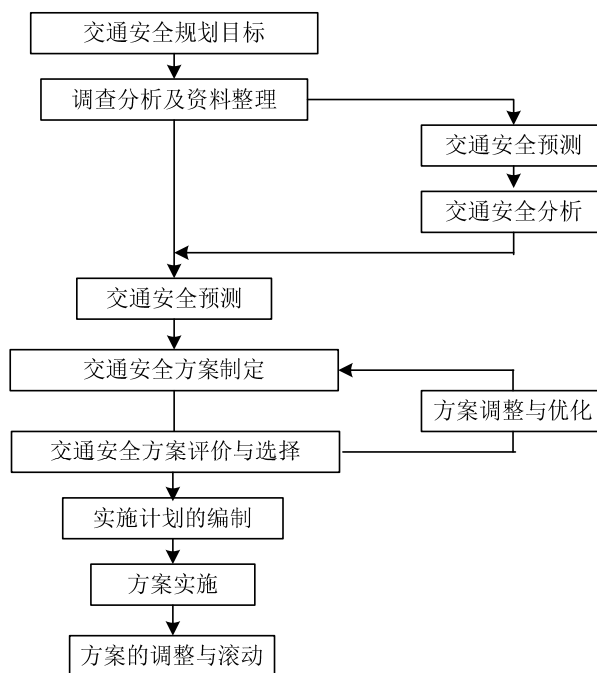 交通安全规划目标
调查分析及资料整理
交通安全预测
交通安全分析
交通安全预测
交通安全方案制定
方案调整与优化
交通安全方案评价与选择
实施计划的编制
方案实施
方案的调整与滚动